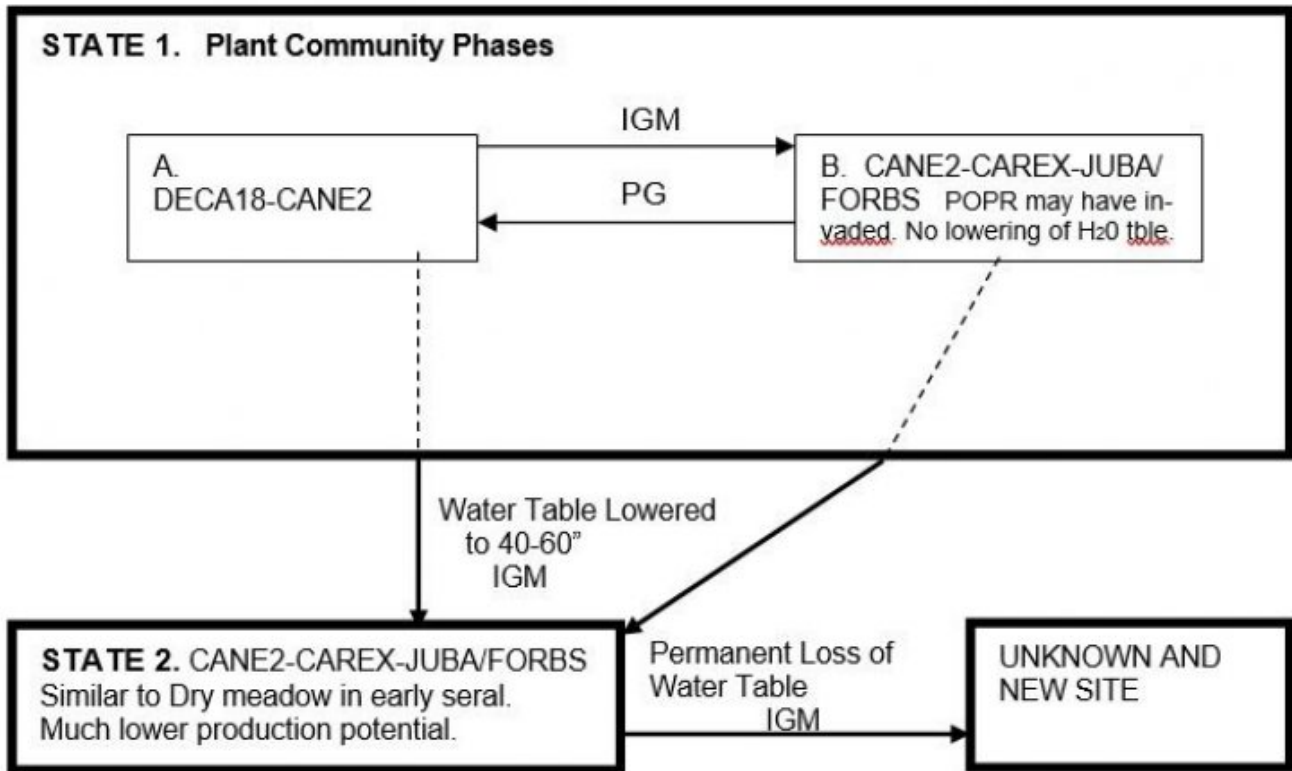 STATE 1. Plant Community Phases
IGM
A.
DECA18-CANE2
PG
B. CANE2-CAREX-JUBA/
FORBS POPR may have in-
vaded. No lowering of H20 tble.
Water Table Lowered
to 40-60”
IGM
STATE 2. CANE2-CAREX-JUBA/FORBS
Similar to Dry meadow in early seral.
Much lower production potential.
Permanent Loss of
Water Table
IGM
UNKNOWN AND
NEW SITE